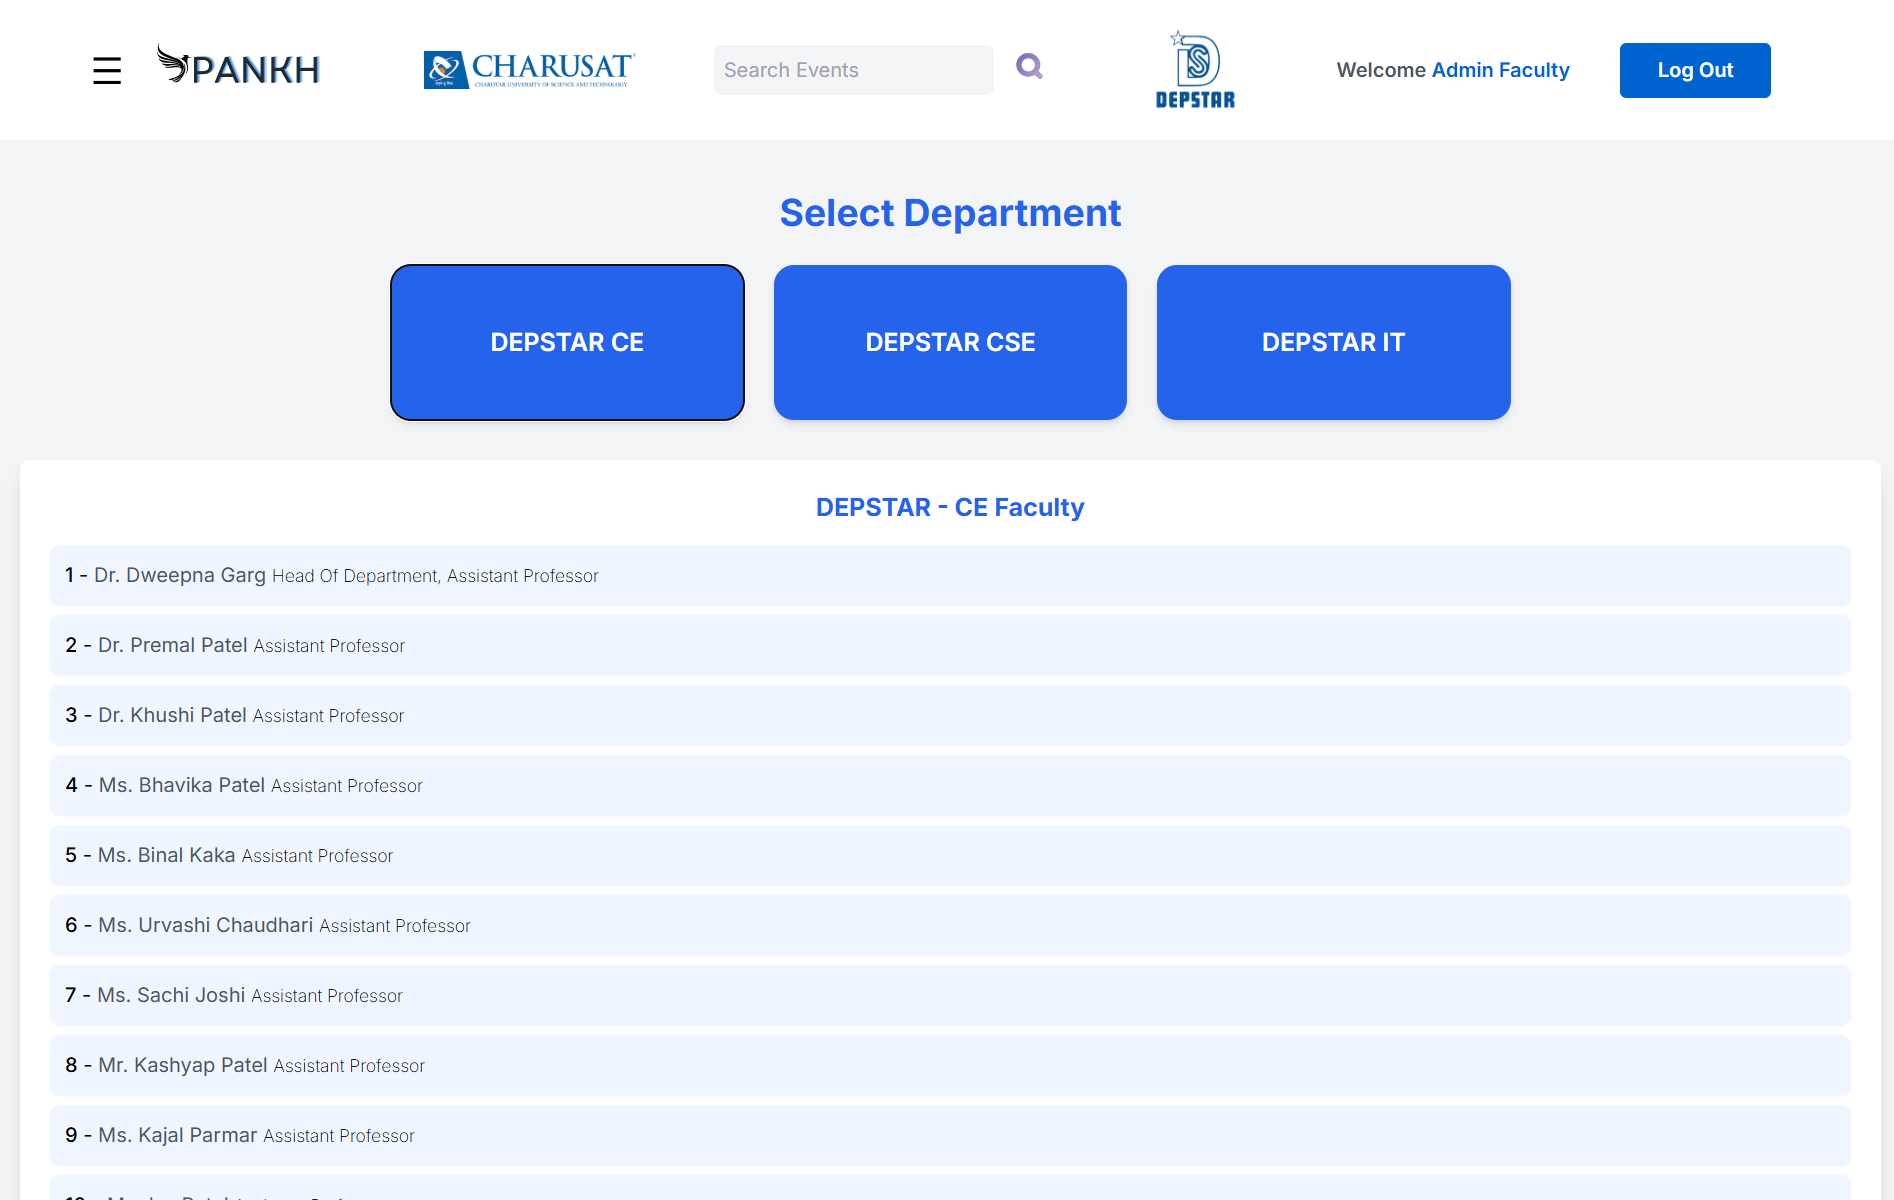 PANKH
CHARUSAT
CHAROTAR UNIVERSITY OF SCIENCE AND TECHNOLOGY
Search Events
DEPSTAR
Welcome Admin Faculty
Log Out
Select Department
DEPSTAR CE
DEPSTAR CSE
DEPSTAR IT
DEPSTAR - CE Faculty
1 - Dr. Dweepna Garg Head Of Department, Assistant Professor
2 - Dr. Premal Patel Assistant Professor
3 - Dr. Khushi Patel Assistant Professor
4 - Ms. Bhavika Patel Assistant Professor
5 - Ms. Binal Kaka Assistant Professor
6 - Ms. Urvashi Chaudhari Assistant Professor
7 - Ms. Sachi Joshi Assistant Professor
8 - Mr. Kashyap Patel Assistant Professor
9 - Ms. Kajal Parmar Assistant Professor